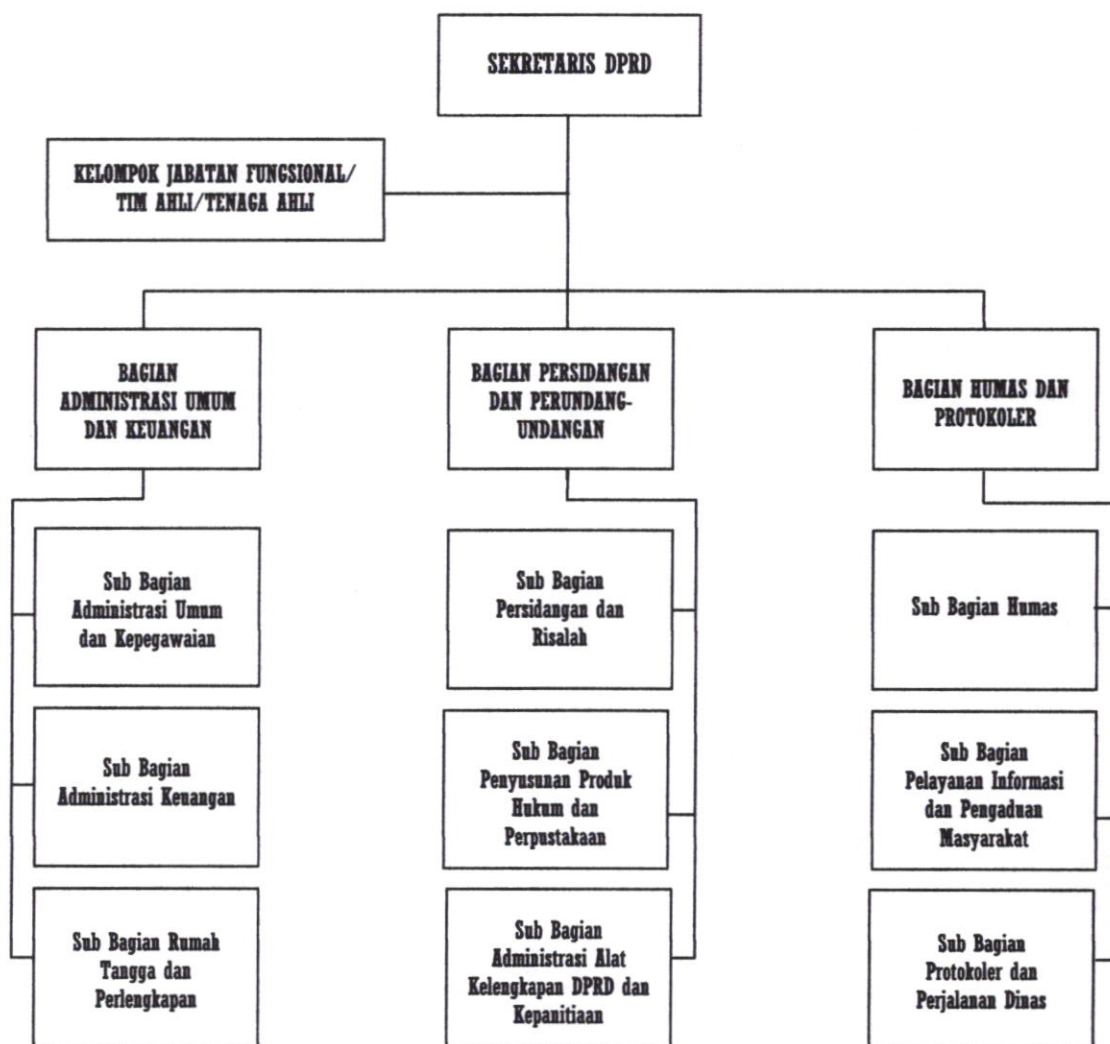 SEKRETARIS DPRD
KELOMPOK JABATAN FUNGSIONAL/
TIM AHLI/TENAGA AHLI
BAGIAN
ADMINISTRASI UMUM
DAN KEUANGAN
BAGIAN PERSIDANGAN
DAN PERUNDANG-
UNDANGAN
BAGIAN HUMAS DAN
PROTOKOLER
Sub Bagian
Administrasi Umum
dan Kepegawaian
Sub Bagian
Persidangan dan
Risalah
Sub Bagian Humas
Sub Bagian
Administrasi Keuangan
Sub Bagian
Penyusunan Produk
Hukum dan
Perpustakaan
Sub Bagian
Pelayanan Informasi
dan Pengaduan
Masyarakat
Sub Bagian Rumah
Tangga dan
Perlengkapan
Sub Bagian
Administrasi Alat
Kelengkapan DPRD dan
Kepanitiaan
Sub Bagian
Protokoler dan
Perjalanan Dinas